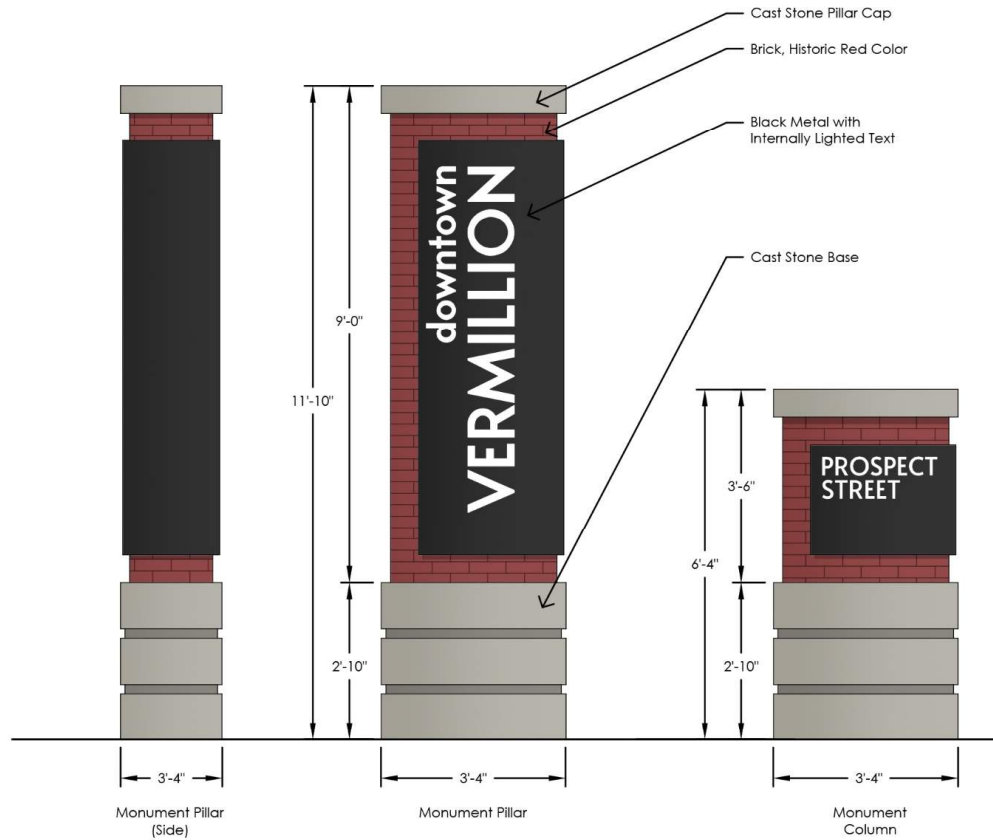 Cast Stone Pillar Cap
Brick, Historic Red Color
Black Metal with
Internally Lighted Text
Cast Stone Base
downtown
VERMILLION
PROSPECT
STREET
9'-0"
11'-10"
2'-10"
3'-6"
6'-4"
2'-10"
3'-4"
3'-4"
3'-4"
Monument Pillar
(Side)
Monument Pillar
Monument
Column